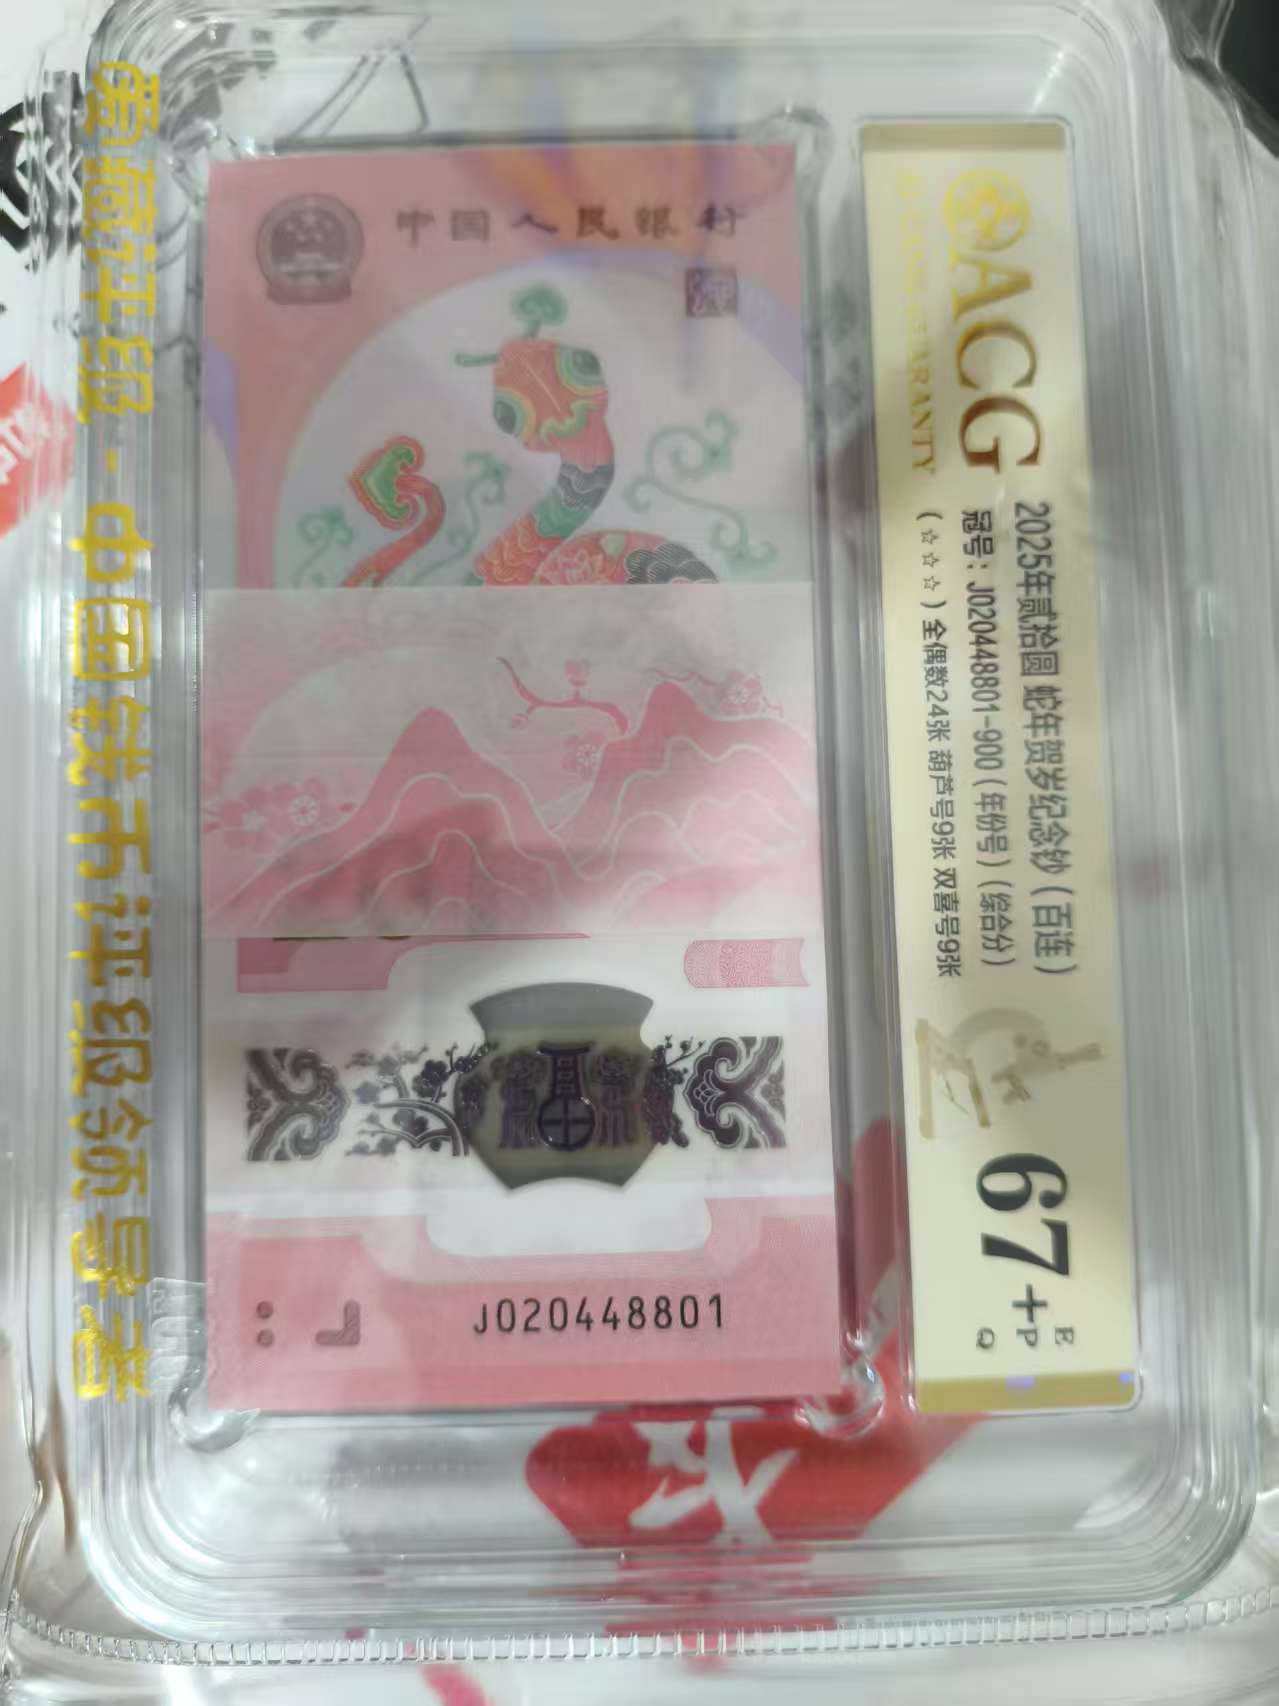 爱藏评级 - 中国钱币评级领导者
中国人民银行
J020448801
ACG
2025年贰拾圆 蛇年贺岁纪念钞（百连）
冠号：J020448801-900（年份号）（综合分）
（☆☆☆）全偶数24张 葫芦号9张 双喜号9张
67+
E
P
Q